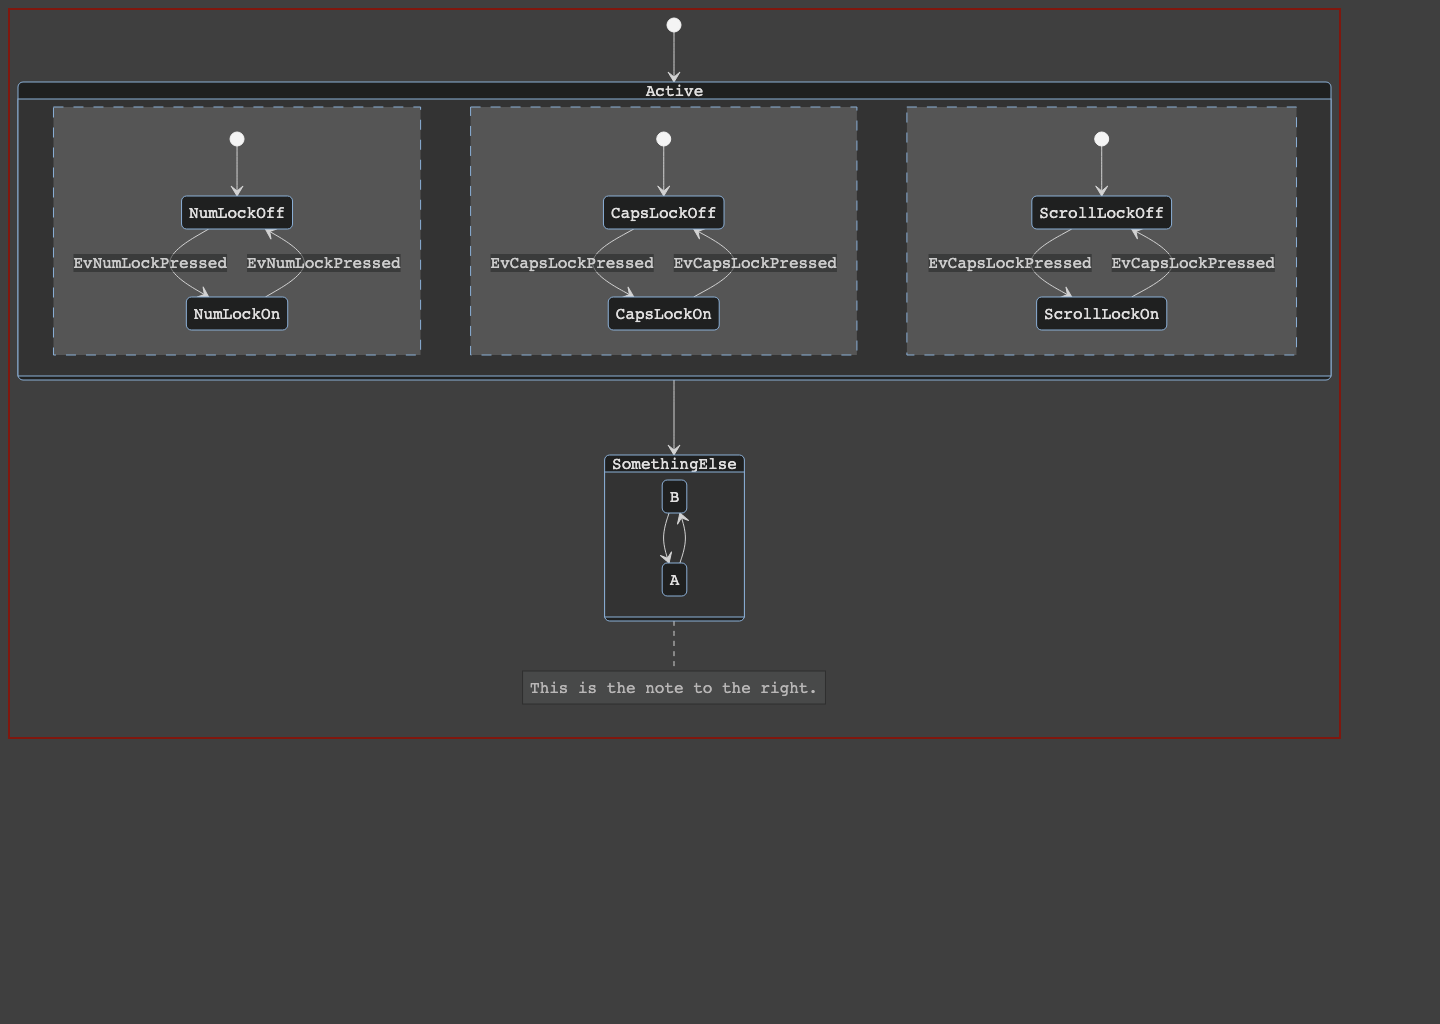 Active
NumLockOff
CapsLockOff
ScrollLockOff
EvNumLockPressed EvNumLockPressed
EvCapsLockPressed EvCapsLockPressed
EvCapsLockPressed EvCapsLockPressed
NumLockOn
CapsLockOn
ScrollLockOn
SomethingElse
B
A
This is the note to the right.